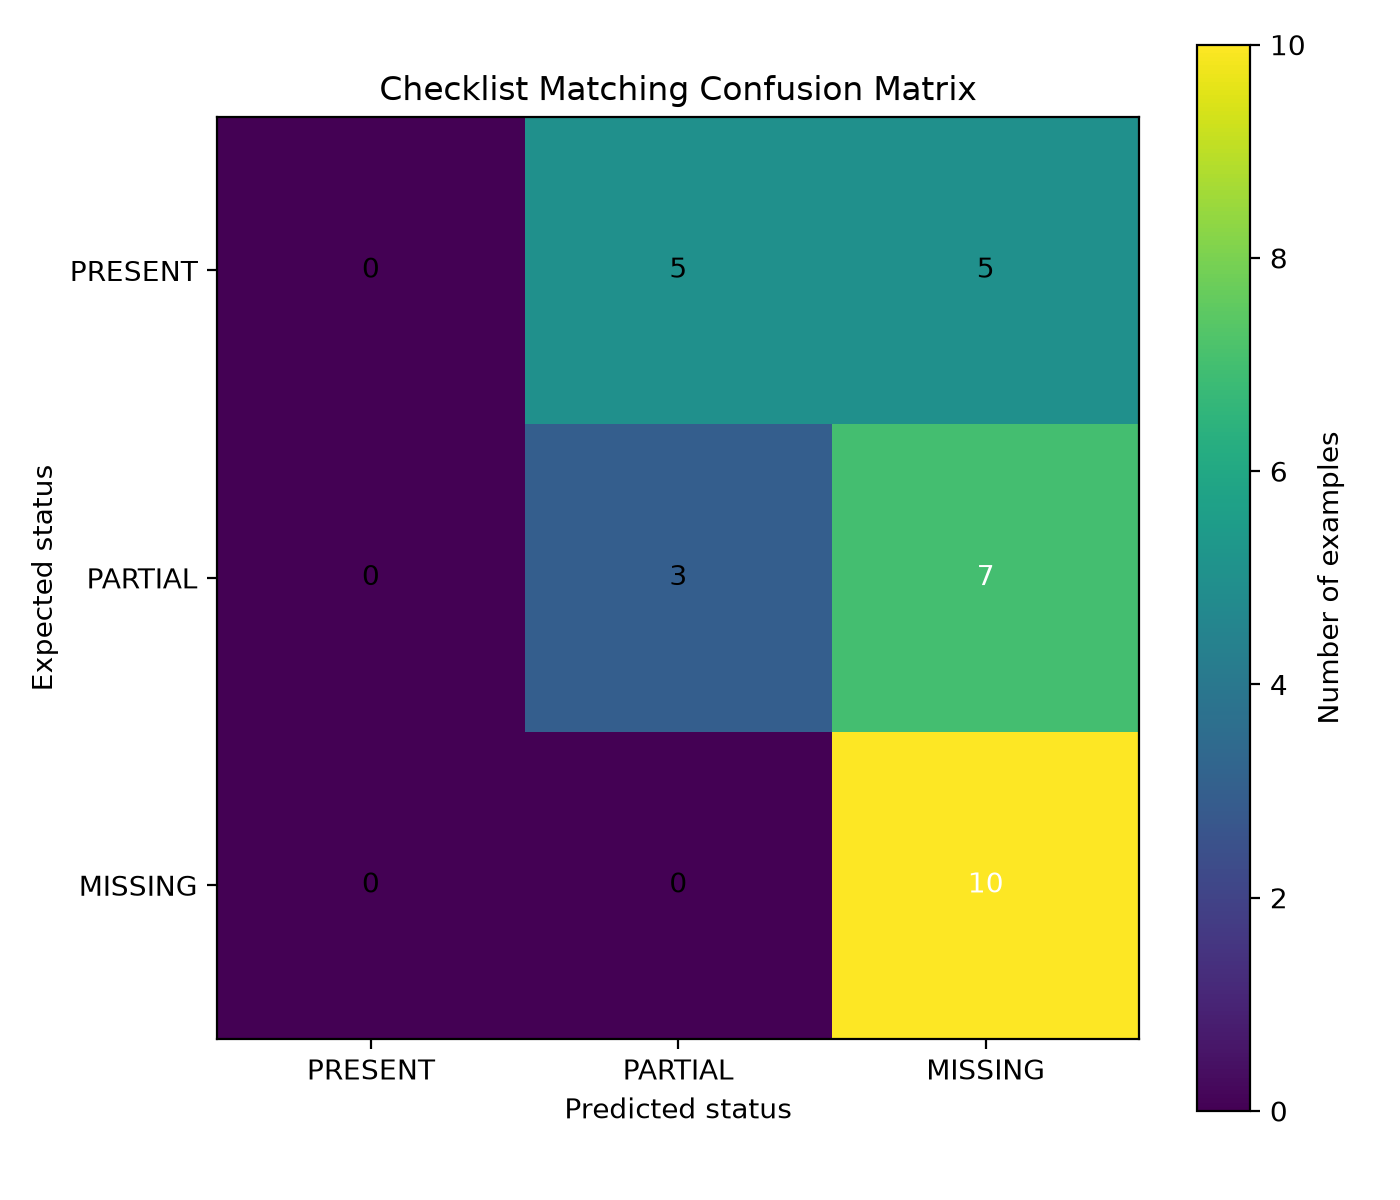 Checklist Matching Confusion Matrix
PRESENT 0 5 5
PARTIAL 0 3 7
MISSING 0 0 10
PRESENT PARTIAL MISSING
Predicted status
Expected status
10
8
6
4
2
0
Number of examples